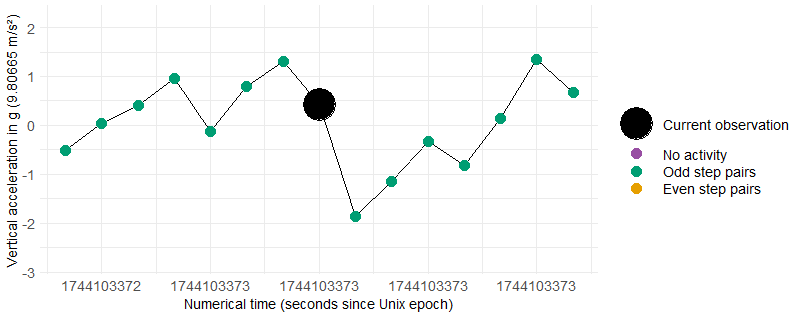 Vertical acceleration in g (9.80665 m/s²)
2
1
0
-1
-2
-3
1744103372 1744103373 1744103373 1744103373 1744103373
Numerical time (seconds since Unix epoch)
Current observation
No activity
Odd step pairs
Even step pairs